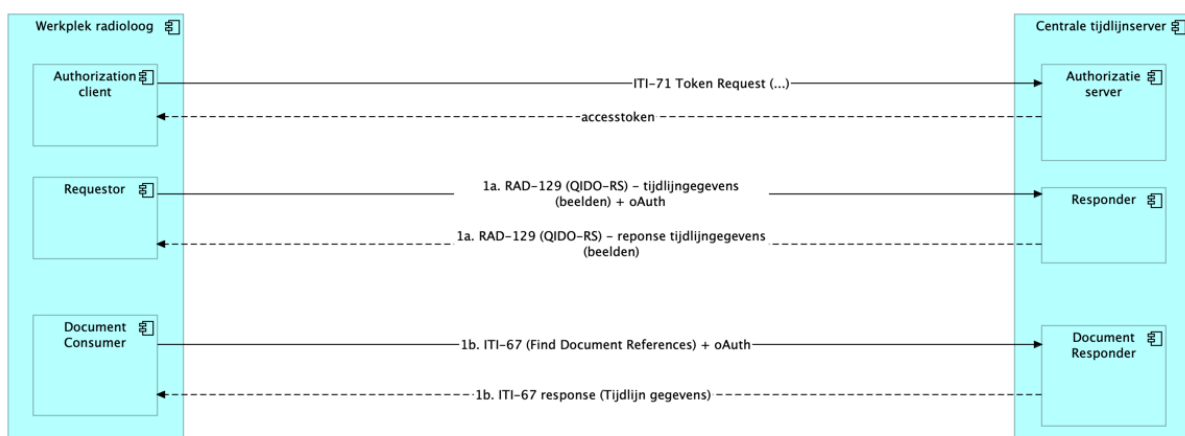 Werkplek radioloog
Centrale tijdlijnserver
Authorization
client
ITI-71 Token Request (...)
Authorizatie
server
accesstoken
Requestor
1a. RAD-129 (QIDO-RS) - tijdlijngegevens
(beelden) + oAuth
Responder
1a. RAD-129 (QIDO-RS) - reponse tijdlijngegevens
(beelden)
Document
Consumer
1b. ITI-67 (Find Document References) + oAuth
Document
Responder
1b. ITI-67 response (Tijdlijn gegevens)